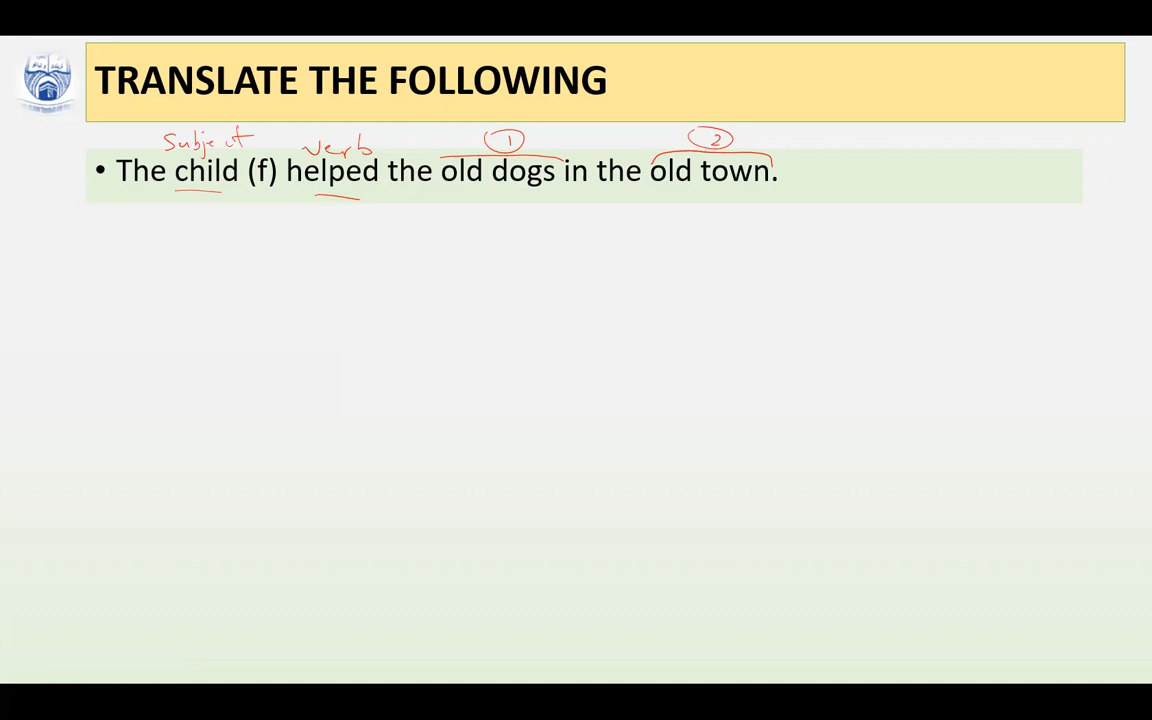 TRANSLATE THE FOLLOWING
Subject verb 1 2
• The child (f) helped the old dogs in the old town.